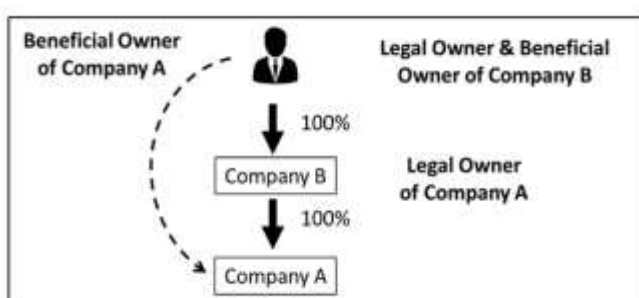 Beneficial Owner
of Company A
Legal Owner & Beneficial
Owner of Company B
100%
Company B
Legal Owner
of Company A
100%
Company A